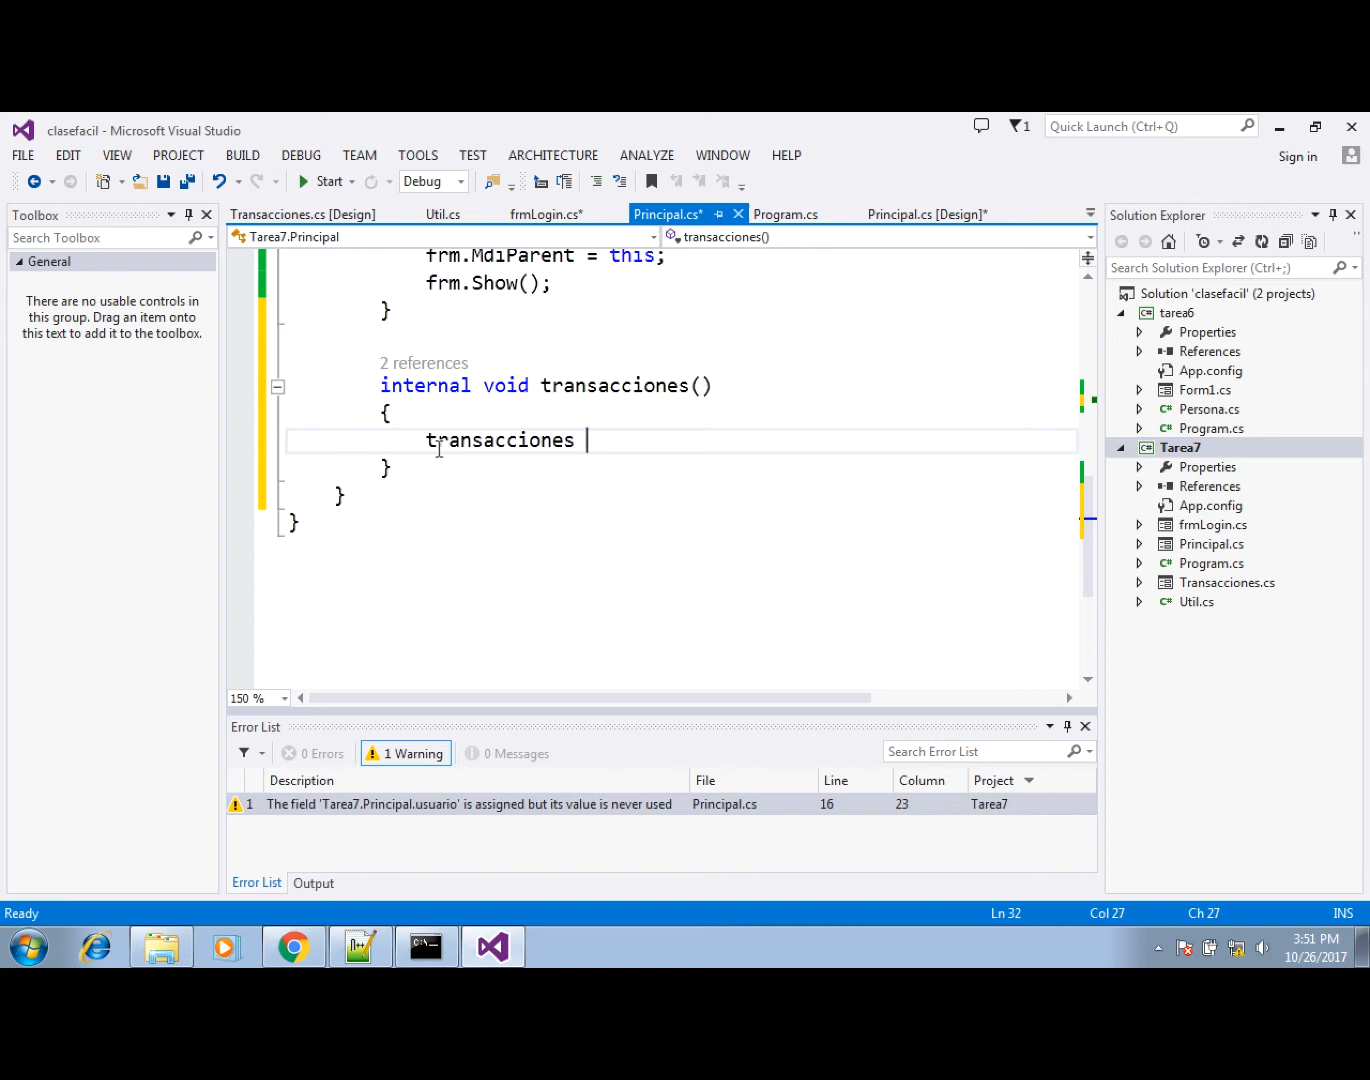 clasefacil - Microsoft Visual Studio
1
Quick Launch (Ctrl+Q)
FILE EDIT VIEW PROJECT BUILD DEBUG TEAM TOOLS TEST ARCHITECTURE ANALYZE WINDOW HELP
Sign in
Start Debug
Toolbox
Search Toolbox
General
There are no usable controls in
this group. Drag an item onto
this text to add it to the toolbox.
Transacciones.cs [Design] Util.cs frmLogin.cs* Principal.cs* Program.cs Principal.cs [Design]*
Tarea7.Principal transacciones()
frm.MdiParent = this;
frm.Show();
}
2 references
internal void transacciones()
{
transacciones
}
}
}
150 %
Solution Explorer
Search Solution Explorer (Ctrl+;)
Solution 'clasefacil' (2 projects)
C# tarea6
Properties
References
App.config
Form1.cs
C# Persona.cs
C# Program.cs
C# Tarea7
Properties
References
App.config
frmLogin.cs
Principal.cs
C# Program.cs
Transacciones.cs
C# Util.cs
Error List
0 Errors 1 Warning 0 Messages Search Error List
Description File Line Column Project
1 The field 'Tarea7.Principal.usuario' is assigned but its value is never used Principal.cs 16 23 Tarea7
Error List Output
Ready Ln 32 Col 27 Ch 27 INS
C:\
3:51 PM
10/26/2017